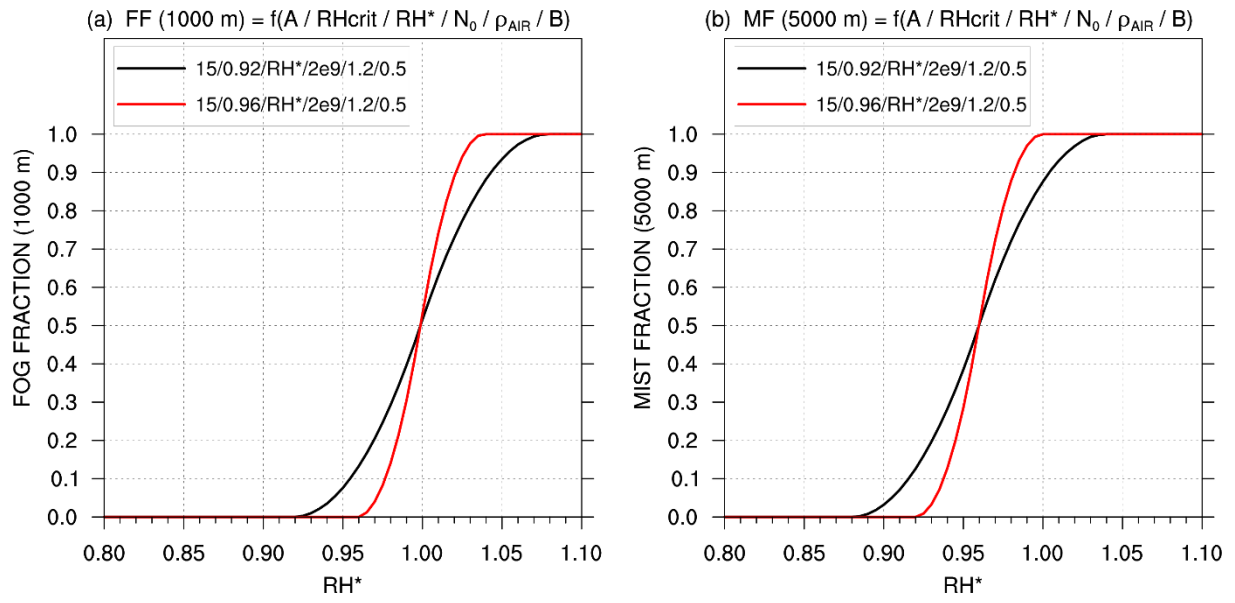 (a) FF (1000 m) = f(A / RHcrit / RH* / N₀ / ρAIR / B)
15/0.92/RH*/2e9/1.2/0.5
15/0.96/RH*/2e9/1.2/0.5
FOG FRACTION (1000 m)
1.0
0.9
0.8
0.7
0.6
0.5
0.4
0.3
0.2
0.1
0.0
0.80 0.85 0.90 0.95 1.00 1.05 1.10
RH*
(b) MF (5000 m) = f(A / RHcrit / RH* / N₀ / ρAIR / B)
15/0.92/RH*/2e9/1.2/0.5
15/0.96/RH*/2e9/1.2/0.5
MIST FRACTION (5000 m)
1.0
0.9
0.8
0.7
0.6
0.5
0.4
0.3
0.2
0.1
0.0
0.80 0.85 0.90 0.95 1.00 1.05 1.10
RH*